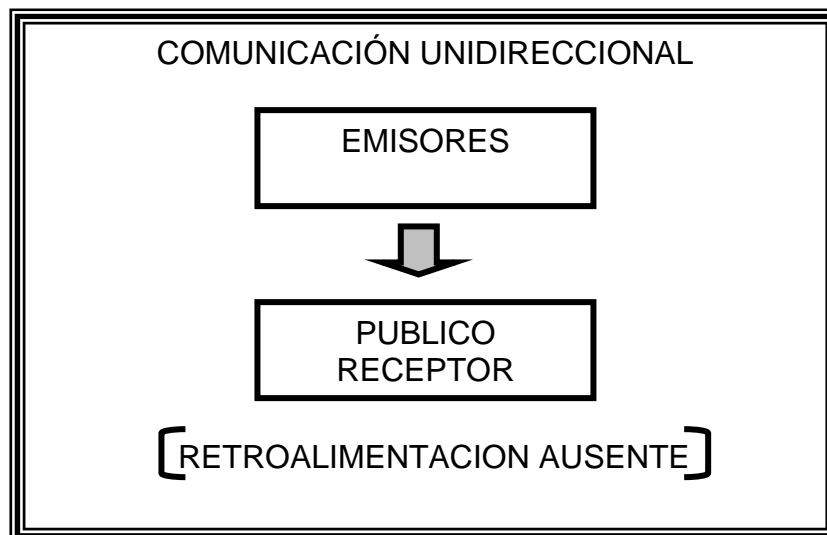 COMUNICACIÓN UNIDIRECCIONAL
EMISORES
PUBLICO
RECEPTOR
RETROALIMENTACION AUSENTE